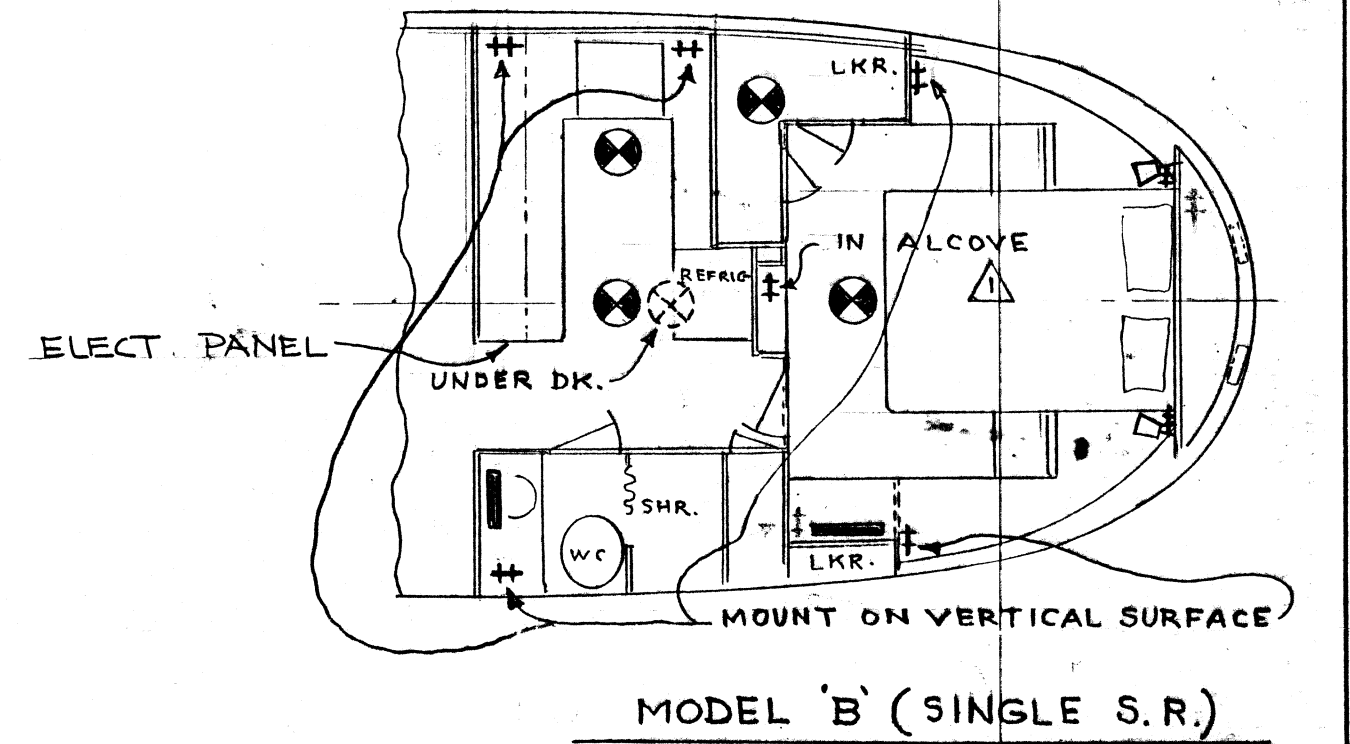 LKR.
IN ALCOVE
REFRIG
1
ELECT. PANEL
UNDER DK.
SHR.
WC
LKR.
MOUNT ON VERTICAL SURFACE
MODEL 'B' (SINGLE S.R.)